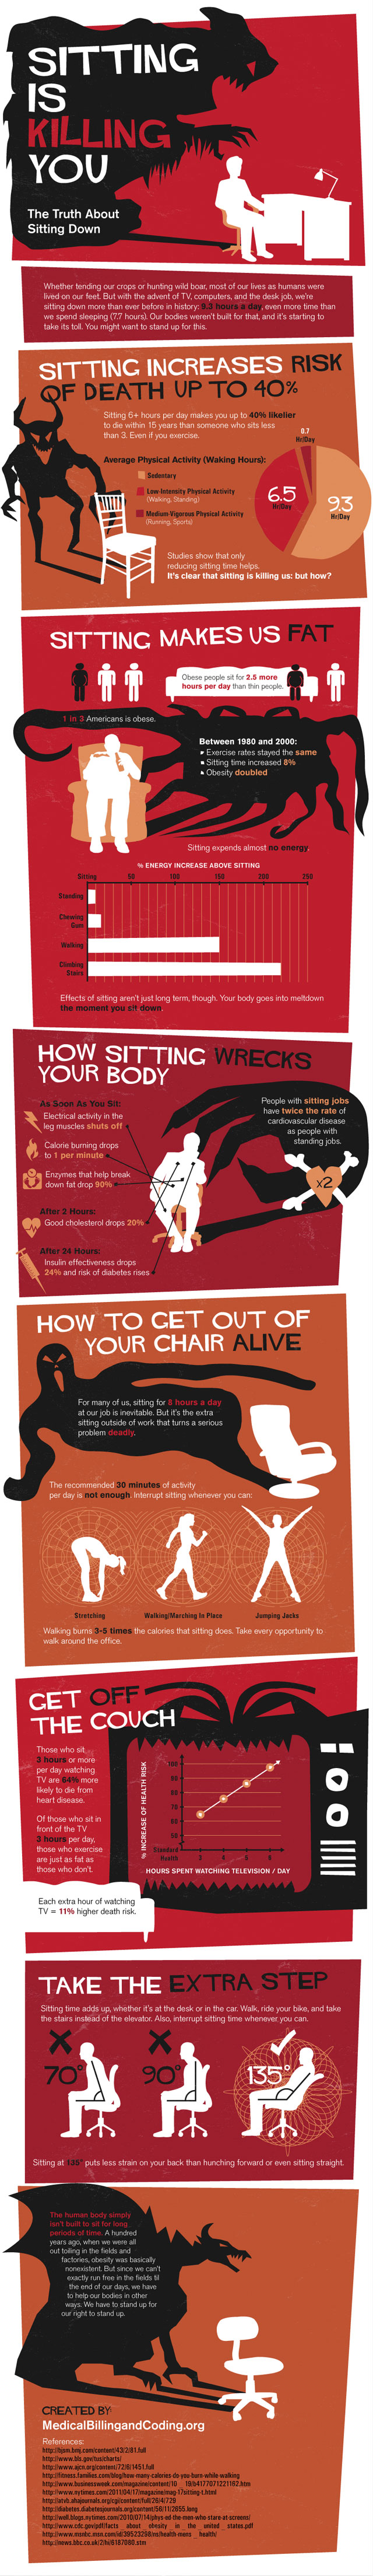 SITTING
IS
KILLING
YOU
The Truth About
Sitting Down
Whether tending our crops or hunting wild boar, most of our lives as humans were
lived on our feet. But with the advent of TV, computers, and the desk job, we're
sitting down more than ever before in history: 9.3 hours a day, even more time than
we spend sleeping (7.7 hours). Our bodies weren't built for that, and it's starting to
take its toll. You might want to stand up for this.
SITTING INCREASES RISK
OF DEATH UP TO 40%
Sitting 6+ hours per day makes you up to 40% likelier
to die within 15 years than someone who sits less
than 3. Even if you exercise.
Average Physical Activity (Waking Hours):
Sedentary
Low-Intensity Physical Activity
(Walking, Standing)
Medium-Vigorous Physical Activity
(Running, Sports)
0.7
Hr/Day
6.5
Hr/Day
9.3
Hr/Day
Studies show that only
reducing sitting time helps.
It's clear that sitting is killing us: but how?
SITTING MAKES US FAT
Obese people sit for 2.5 more
hours per day than thin people.
1 in 3 Americans is obese.
Between 1980 and 2000:
Exercise rates stayed the same
Sitting time increased 8%
Obesity doubled
Sitting expends almost no energy.
% ENERGY INCREASE ABOVE SITTING
Sitting 50 100 150 200 250
Standing
Chewing
Gum
Walking
Climbing
Stairs
Effects of sitting aren't just long term, though. Your body goes into meltdown
the moment you sit down.
HOW SITTING WRECKS
YOUR BODY
As Soon As You Sit:
Electrical activity in the
leg muscles shuts off
Calorie burning drops
to 1 per minute
Enzymes that help break
down fat drop 90%
After 2 Hours:
Good cholesterol drops 20%
After 24 Hours:
Insulin effectiveness drops
24% and risk of diabetes rises
People with sitting jobs
have twice the rate of
cardiovascular disease
as people with
standing jobs.
x2
HOW TO GET OUT OF
YOUR CHAIR ALIVE
For many of us, sitting for 8 hours a day
at our job is inevitable. But it's the extra
sitting outside of work that turns a serious
problem deadly.
The recommended 30 minutes of activity
per day is not enough. Interrupt sitting whenever you can:
Stretching
Walking/Marching In Place
Jumping Jacks
Walking burns 3-5 times the calories that sitting does. Take every opportunity to
walk around the office.
GET OFF
THE COUCH
Those who sit
3 hours or more
per day watching
TV are 64% more
likely to die from
heart disease.
Of those who sit in
front of the TV
3 hours per day,
those who exercise
are just as fat as
those who don't.
Each extra hour of watching
TV = 11% higher death risk.
% INCREASE OF HEALTH RISK
100
90
80
70
60
50
Standard
Health
HOURS SPENT WATCHING TELEVISION / DAY
TAKE THE EXTRA STEP
Sitting time adds up, whether it's at the desk or in the car. Walk, ride your bike, and take
the stairs instead of the elevator. Also, interrupt sitting time whenever you can.
70°
90°
135°
Sitting at 135° puts less strain on your back than hunching forward or even sitting straight.
The human body simply
isn't built to sit for long
periods of time. A hundred
years ago, when we were all
out toiling in the fields and
factories, obesity was basically
nonexistent. But since we can't
exactly run free in the fields til
the end of our days, we have
to help our bodies in other
ways. We have to stand up for
our right to stand up.
CREATED BY:
MedicalBillingandCoding.org
References:
http://bjsm.bmj.com/content/43/2/81.full
http://www.bls.gov/tus/charts/
http://www.ajcn.org/content/72/6/1451.full
http://fitness.families.com/blog/how-many-calories-do-you-burn-while-walking
http://www.nytimes.com/2011/04/17/magazine/mag-17sitting-t.html
http://atvb.ahajournals.org/cgi/content/full/26/4/729
http://diabetes.diabetesjournals.org/content/56/11/2655.long
http://well.blogs.nytimes.com/2010/07/14/phys-ed-the-men-who-stare-at-screens/
http://news.bbc.co.uk/2/hi/6187080.stm